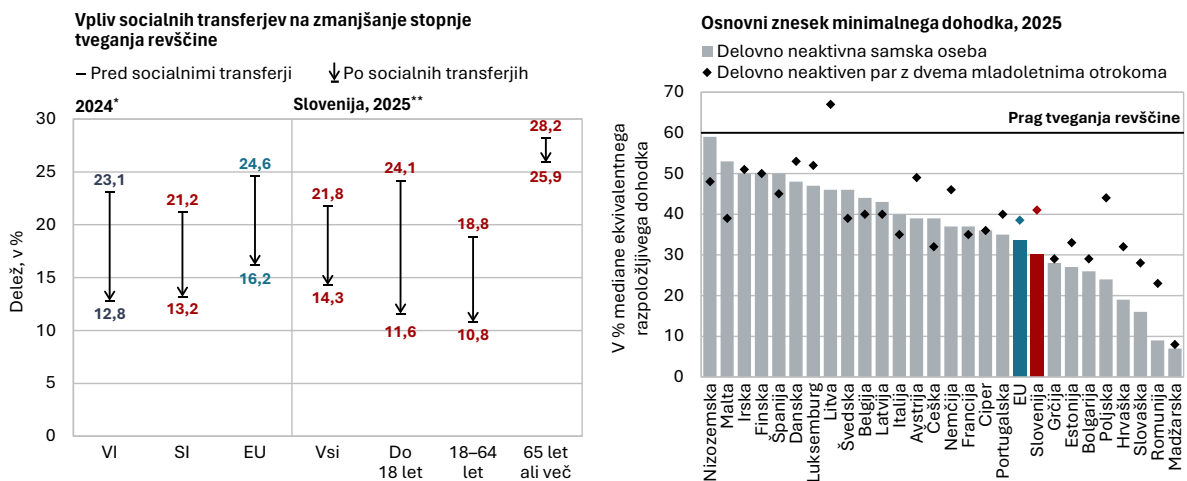 Vpliv socialnih transferjev na zmanjšanje stopnje
tveganja revščine
Pred socialnimi transferji
Po socialnih transferjih
2024*
Slovenija, 2025**
Delež, v %
30
25
20
15
10
5
0
23,1
12,8
21,2
13,2
24,6
16,2
21,8
14,3
24,1
11,6
18,8
10,8
28,2
25,9
VI
SI
EU
Vsi
Do
18 let
18–64
let
65 let
ali več
Osnovni znesek minimalnega dohodka, 2025
Delovno neaktivna samska oseba
Delovno neaktiven par z dvema mladoletnima otrokoma
V % mediane ekvivalentnega
razpoložljivega dohodka
70
60
50
40
30
20
10
0
Prag tveganja revščine
Nizozemska
Malta
Irska
Finska
Španija
Danska
Luksemburg
Litva
Švedska
Belgija
Latvija
Italija
Avstrija
Češka
Nemčija
Francija
Ciper
Portugalska
EU
Slovenija
Grčija
Estonija
Bolgarija
Poljska
Hrvaška
Slovaška
Romunija
Madžarska